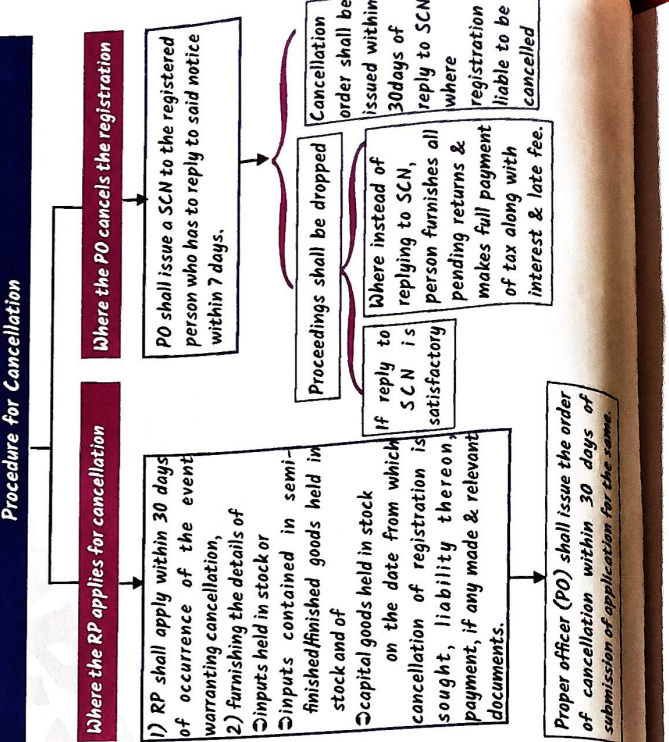 Procedure for Cancellation
Where the RP applies for cancellation
1) RP shall apply within 30 days
of occurrence of the event
warranting cancellation,
2) furnishing the details of
➲inputs held in stock or
➲inputs contained in semi-
finished/finished goods held in
stock and of
➲capital goods held in stock
on the date from which
cancellation of registration is
sought, liability thereon,
payment, if any made & relevant
documents.
Proper officer (PO) shall issue the order
of cancellation within 30 days of
submission of application for the same.
Where the PO cancels the registration
PO shall issue a SCN to the registered
person who has to reply to said notice
within 7 days.
Proceedings shall be dropped
If reply to
SCN is
satisfactory
Where instead of
replying to SCN,
person furnishes all
pending returns &
makes full payment
of tax along with
interest & late fee.
Cancellation
order shall be
issued within
30days of
reply to SCN
where
registration
liable to be
cancelled